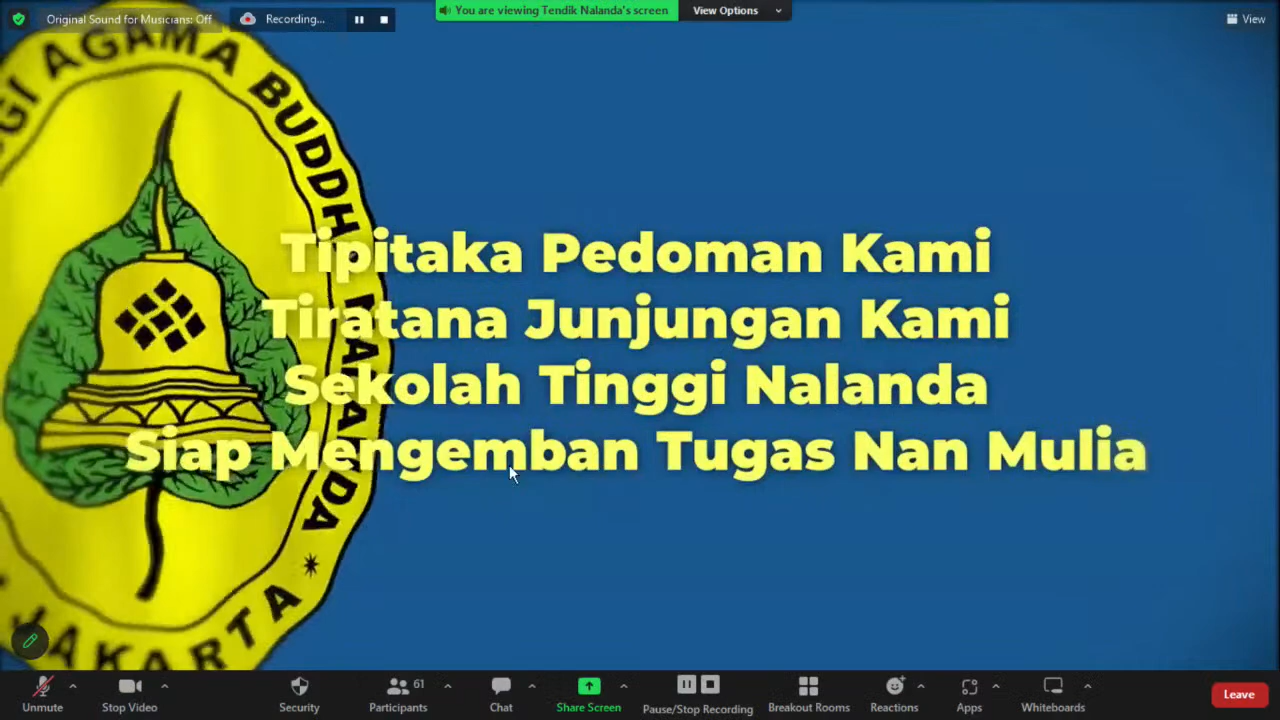 Original Sound for Musicians: Off
Recording...
You are viewing Tendik Nalanda's screen
View Options
View
GI AGAMA BUDDH NALANDA
JAKARTA
Tipitaka Pedoman Kami
Tiratana Junjungan Kami
Sekolah Tinggi Nalanda
Siap Mengemban Tugas Nan Mulia
Unmute
Stop Video
Security
Participants
61
Chat
Share Screen
Pause/Stop Recording
Breakout Rooms
Reactions
Apps
Whiteboards
Leave